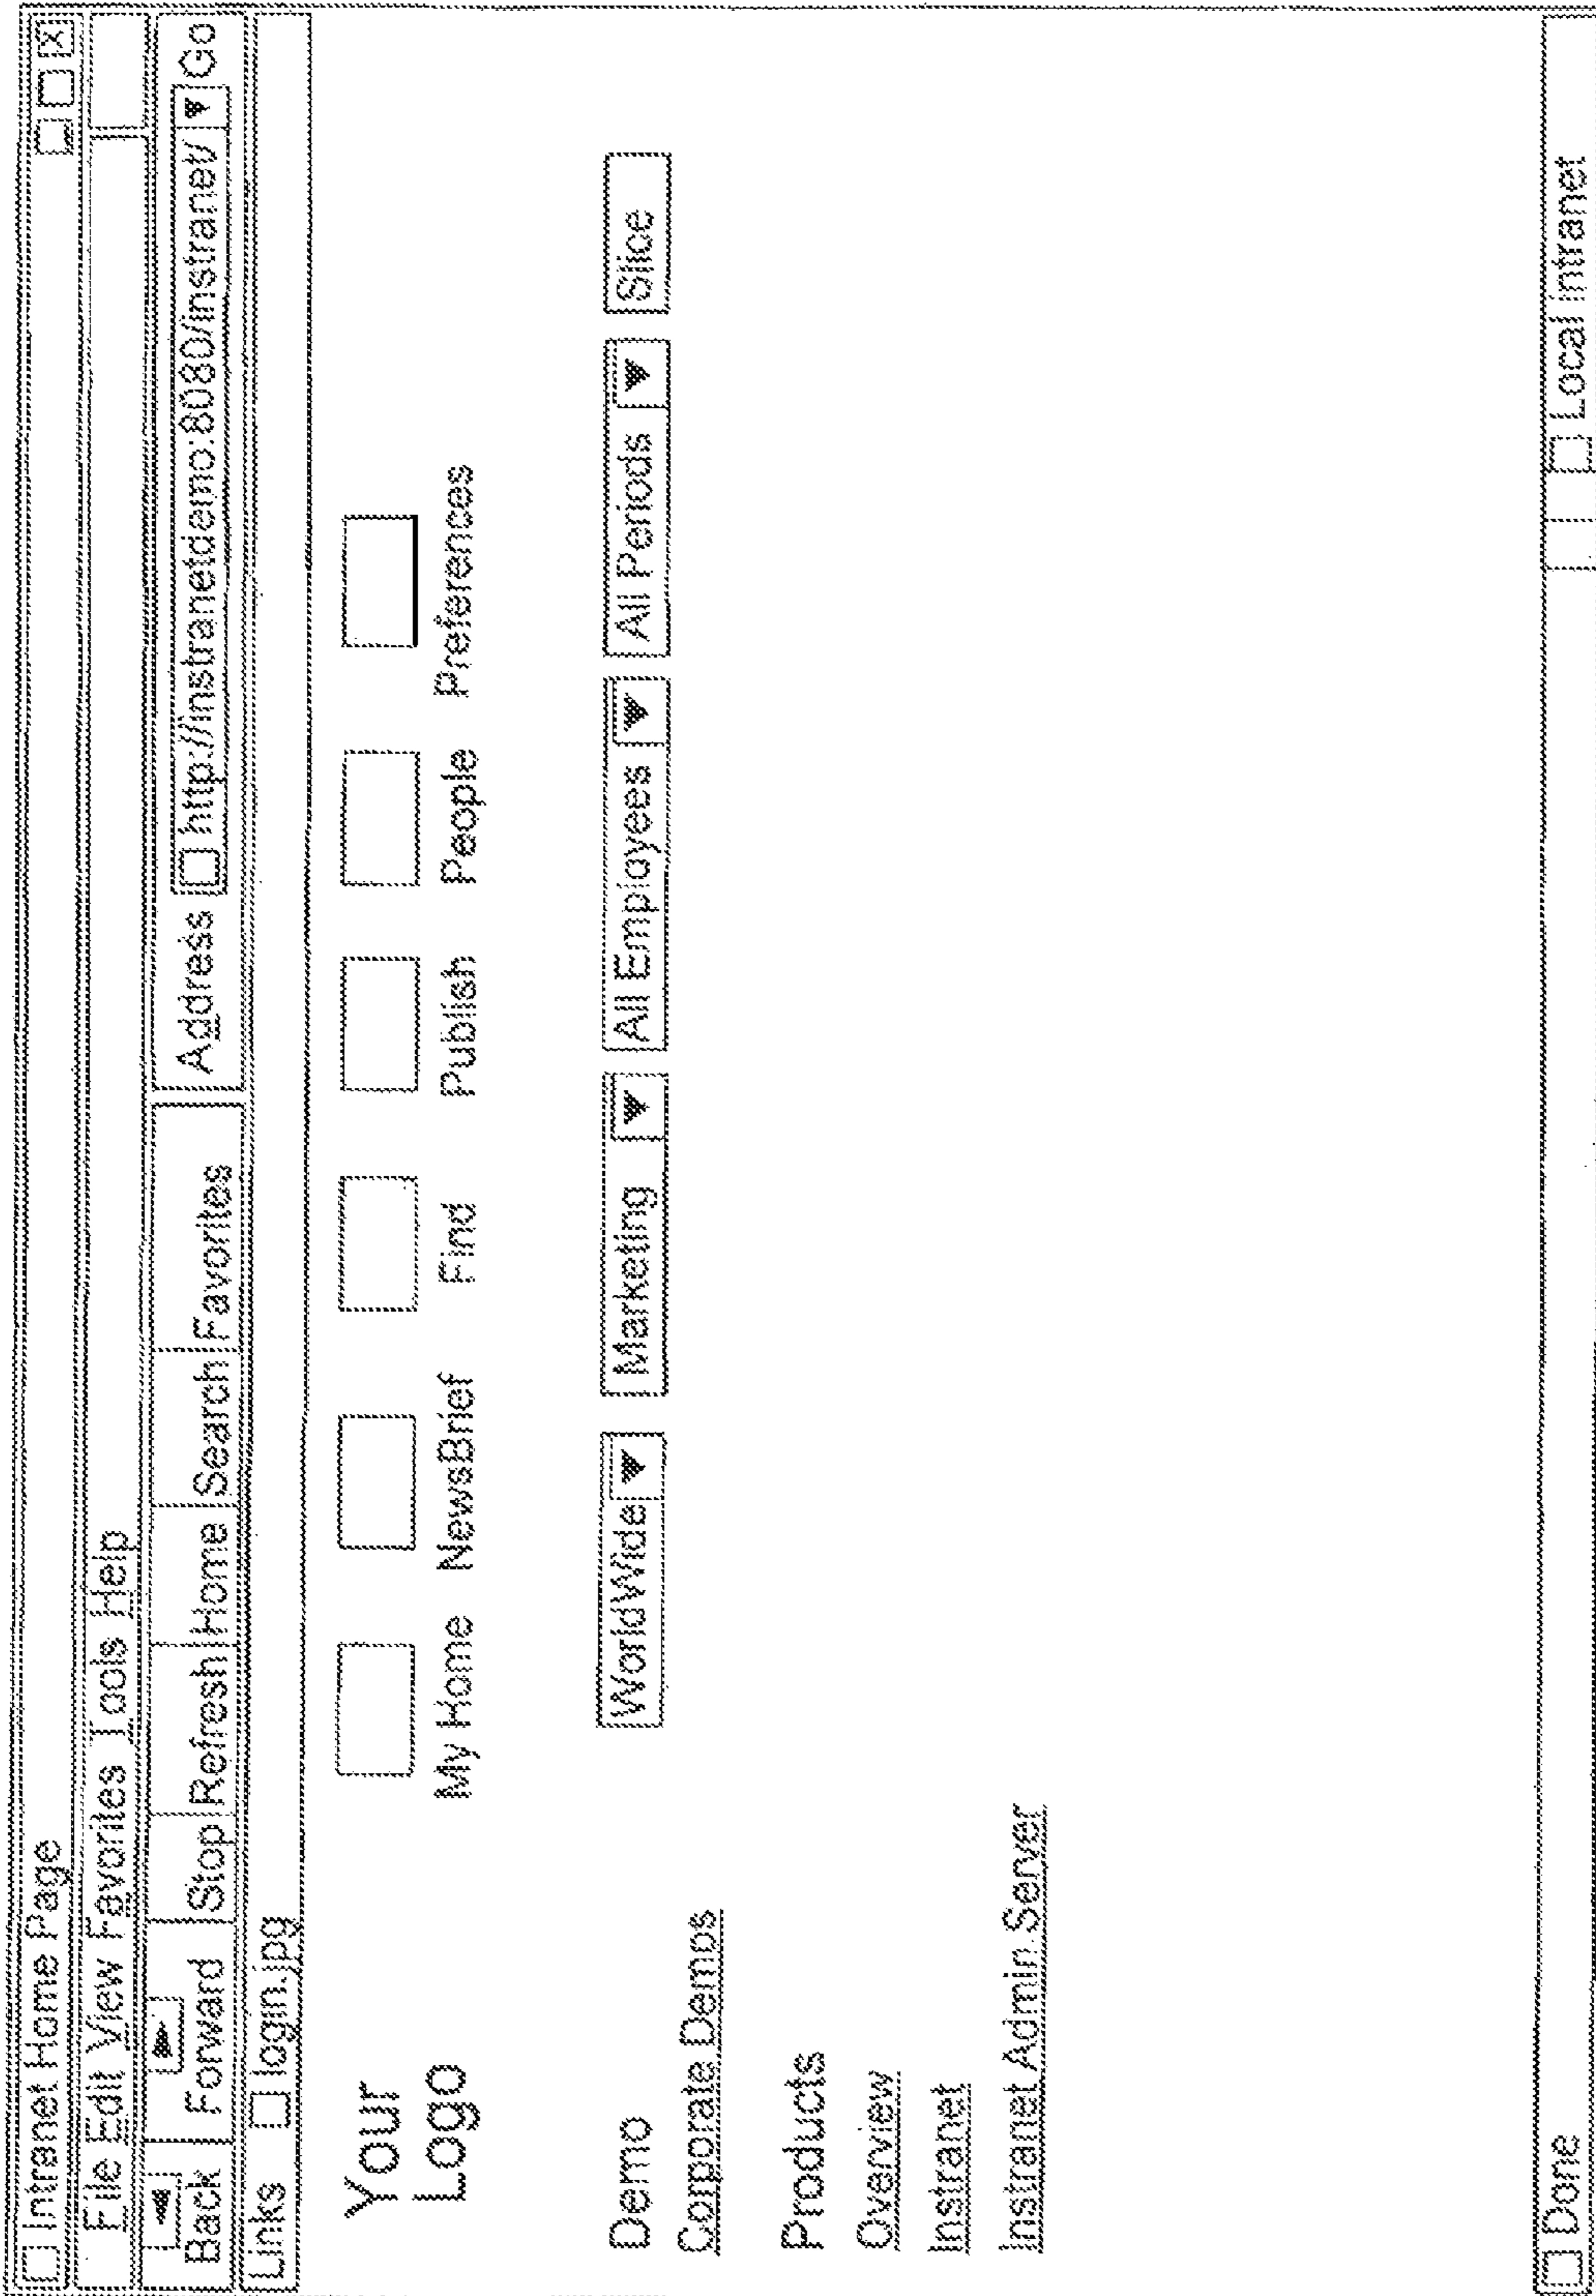 Intranet Home Page
File Edit View Favorites Tools Help
Back Forward Stop Refresh Home Search Favorites Address http://instranetdemo:8080/instranet/ Go
Links login.jpg
Your
Logo
My Home NewsBrief Find Publish People Preferences
WorldWide Marketing All Employees All Periods Slice
Demo
Corporate Demos
Products
Overview
Instranet
Instranet Admin Server
Done Local intranet